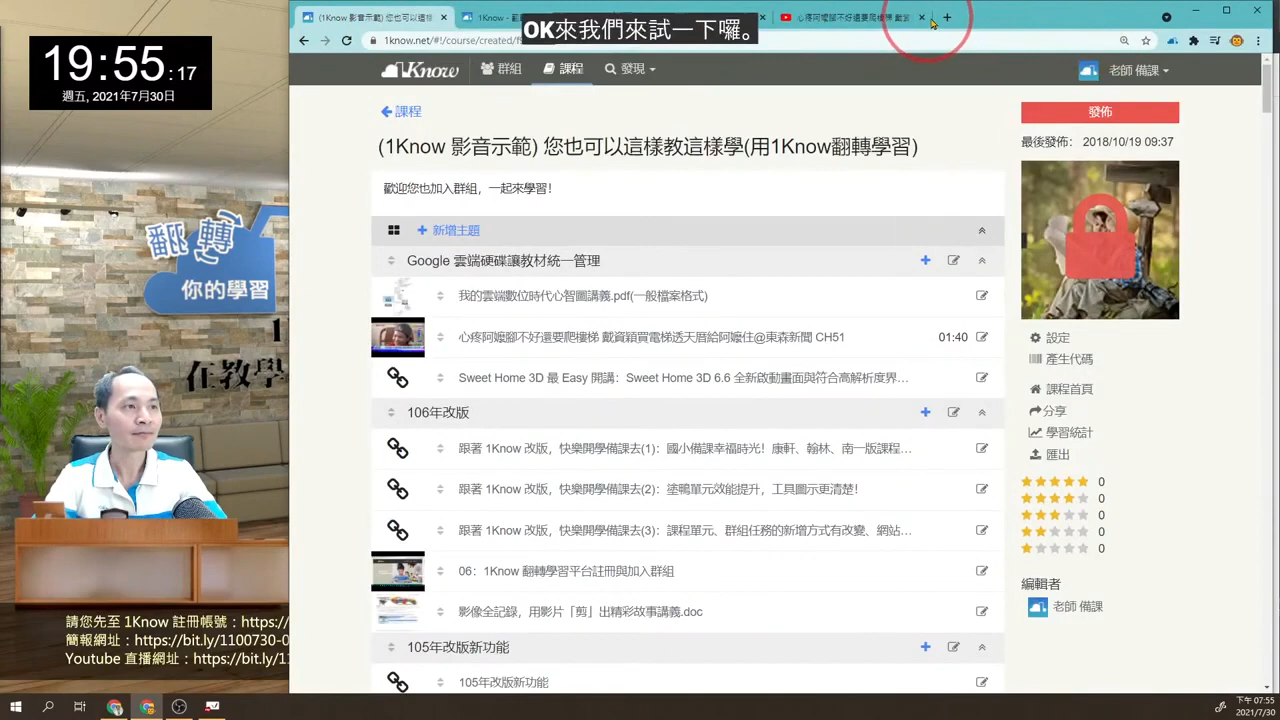 (1Know 影音示範) 您也可以這樣
1Know -
心疼阿嬤腳不好還要爬樓梯 戴資
OK來我們來試一下囉。
1know.net/#!/course/created/f
19:55:17
週五, 2021年7月30日
1Know
群組
課程
發現
老師 備課
課程
發佈
(1Know 影音示範) 您也可以這樣教這樣學(用1Know翻轉學習)
最後發佈： 2018/10/19 09:37
歡迎您也加入群組，一起來學習！
新增主題
Google 雲端硬碟讓教材統一管理
我的雲端數位時代心智圖講義.pdf(一般檔案格式)
心疼阿嬤腳不好還要爬樓梯 戴資穎買電梯透天厝給阿嬤住@東森新聞 CH51
01:40
Sweet Home 3D 最 Easy 開講：Sweet Home 3D 6.6 全新啟動畫面與符合高解析度界…
106年改版
跟著 1Know 改版，快樂開學備課去(1)：國小備課幸福時光！康軒、翰林、南一版課程…
跟著 1Know 改版，快樂開學備課去(2)：塗鴉單元效能提升，工具圖示更清楚！
跟著 1Know 改版，快樂開學備課去(3)：課程單元、群組任務的新增方式有改變、網站…
06：1Know 翻轉學習平台註冊與加入群組
影像全記錄，用影片「剪」出精彩故事講義.doc
105年改版新功能
105年改版新功能
設定
產生代碼
課程首頁
分享
學習統計
匯出
0
0
0
0
0
編輯者
老師 備課
翻轉
你的學習
在教學
請您先至 1Know 註冊帳號：https://
簡報網址：https://bit.ly/1100730-0
Youtube 直播網址：https://bit.ly/1
下午 07:55
2021/7/30